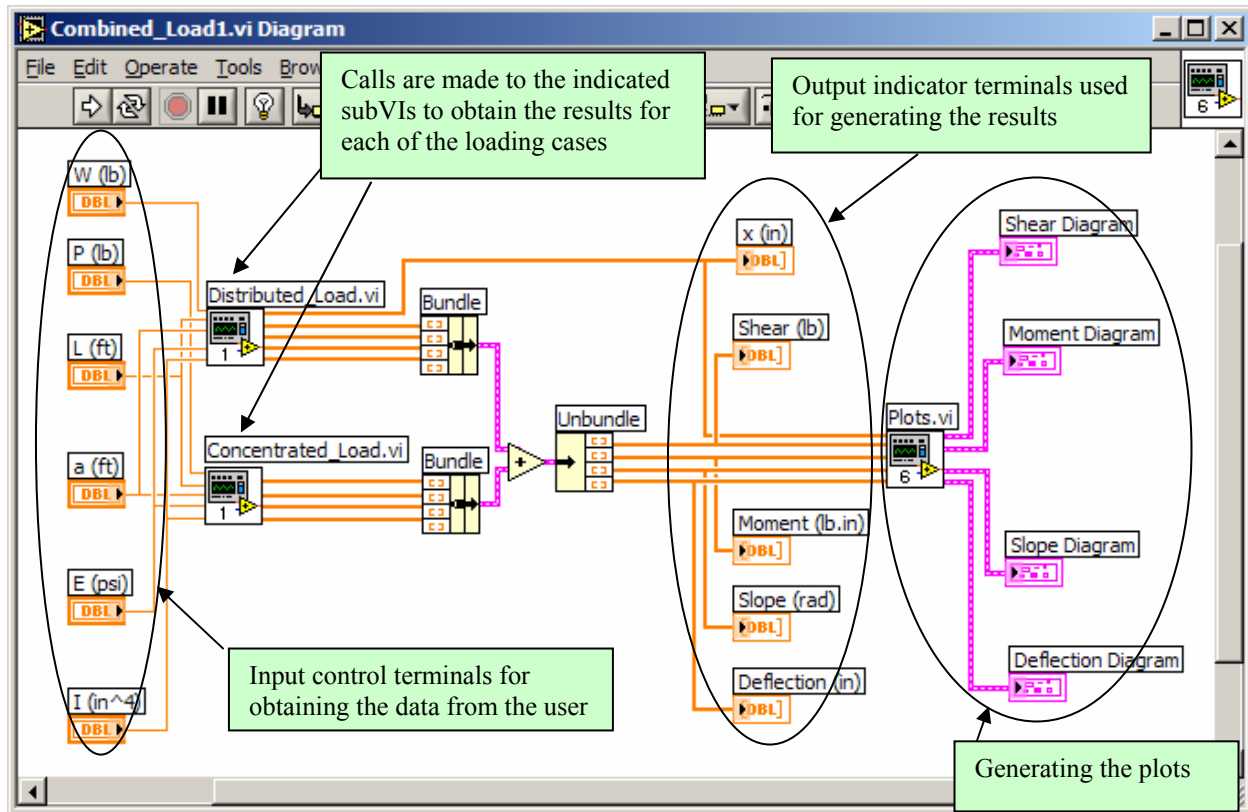 Combined_Load1.vi Diagram
File Edit Operate Tools
Calls are made to the indicated
subVIs to obtain the results for
each of the loading cases
Output indicator terminals used
for generating the results
6
W (lb)
DBL
P (lb)
DBL
L (ft)
DBL
a (ft)
DBL
E (psi)
DBL
I (in^4)
DBL
Distributed_Load.vi
1
Concentrated_Load.vi
1
Bundle
Bundle
Unbundle
x (in)
DBL
Shear (lb)
DBL
Moment (lb.in)
DBL
Slope (rad)
DBL
Deflection (in)
DBL
Plots.vi
6
Shear Diagram
Moment Diagram
Slope Diagram
Deflection Diagram
Input control terminals for
obtaining the data from the user
Generating the plots